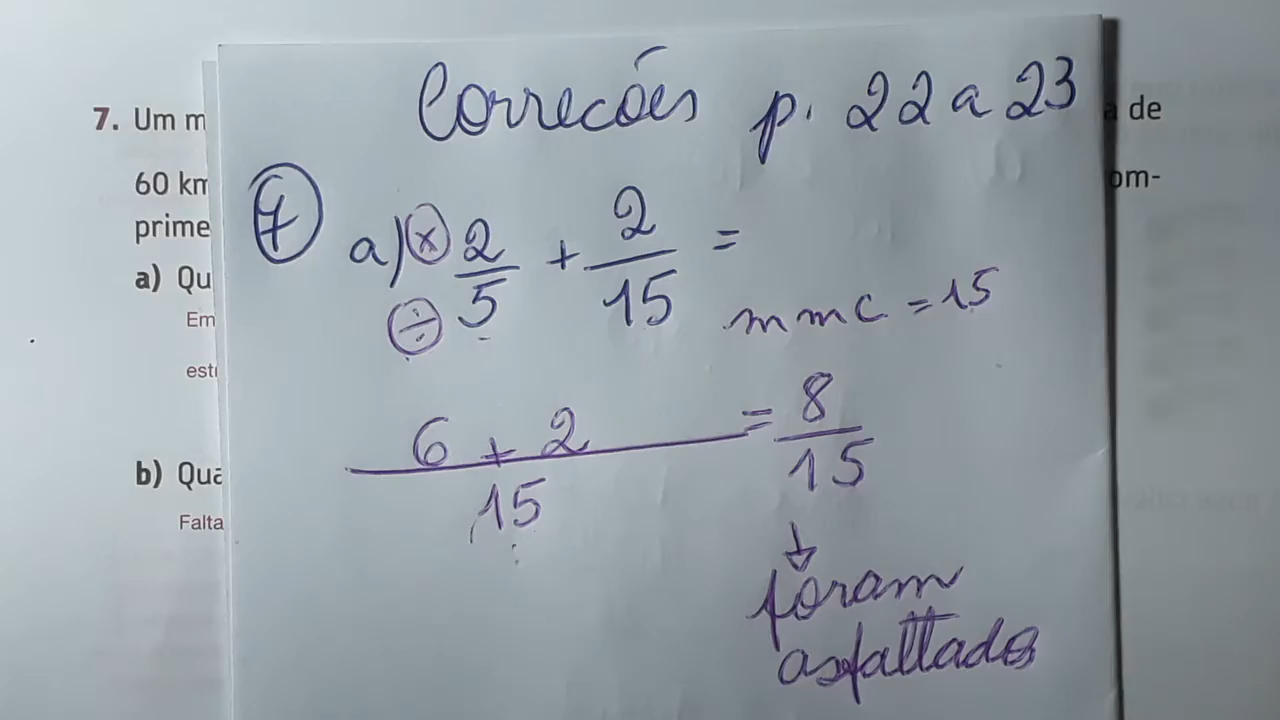 Correcões p. 22 a 23
7. Um m
a de
60 km
om-
prime
7
a) × 2/5 + 2/15 =
÷
a) Qu
Em
mmc = 15
est
6 + 2 / 15 = 8/15
b) Qua
Falta
↓
foram
asfaltados